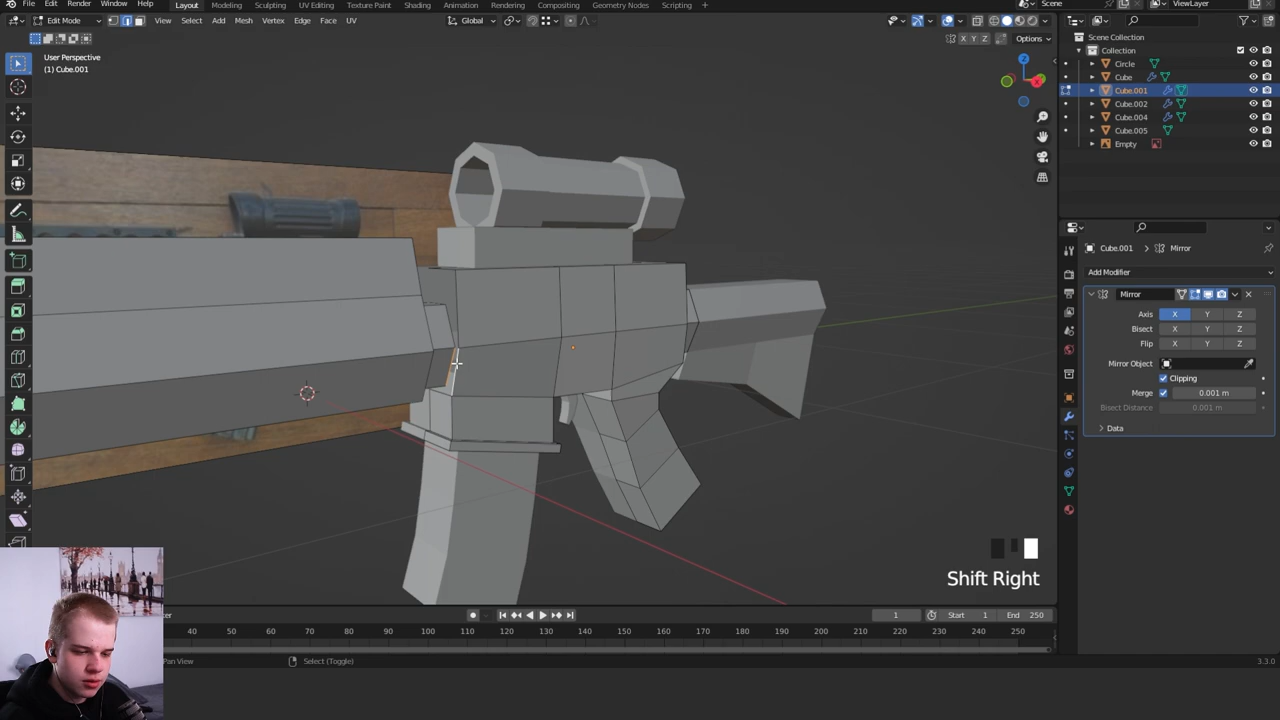 File Edit Render Window Help Layout Modeling Sculpting UV Editing Texture Paint Shading Animation Rendering Compositing Geometry Nodes Scripting + Scene ViewLayer
Edit Mode View Select Add Mesh Vertex Edge Face UV Global
X Y Z Options
User Perspective
(1) Cube.001
Scene Collection
Collection
Circle
Cube
Cube.001
Cube.002
Cube.004
Cube.005
Empty
Z
Cube.001 > Mirror
Add Modifier
Mirror
Axis X Y Z
Bisect X Y Z
Flip X Y Z
Mirror Object
Clipping
Merge 0.001 m
Bisect Distance 0.001 m
Data
Shift Right
1 Start 1 End 250
40 50 60 70 80 90 100 110 120 130 140 150 160 170 180 190 200 210 220 230 240 250
Pan View Select (Toggle) 3.3.0